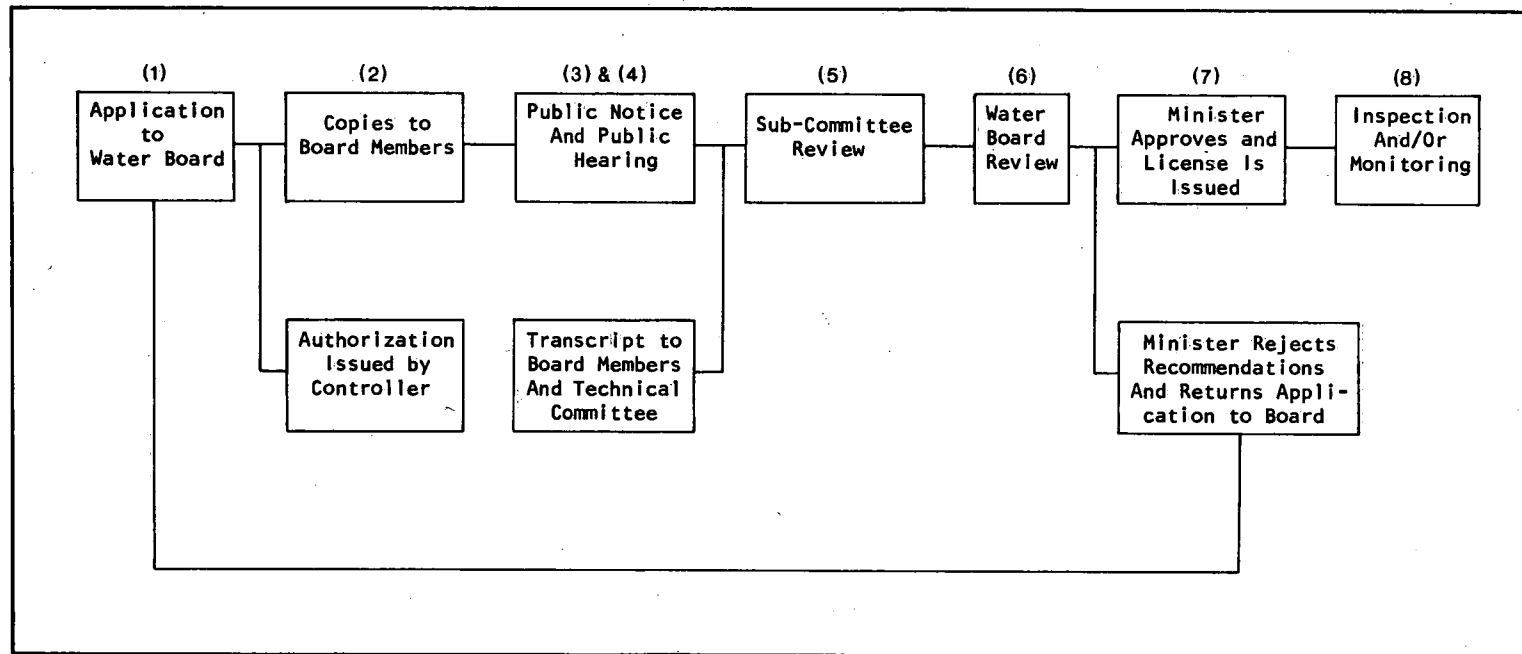 (1)
Application
to
Water Board
(2)
Copies to
Board Members
(3) & (4)
Public Notice
And Public
Hearing
(5)
Sub-Committee
Review
(6)
Water
Board
Review
(7)
Minister
Approves and
License Is
Issued
(8)
Inspection
And/Or
Monitoring
Authorization
Issued by
Controller
Transcript to
Board Members
And Technical
Committee
Minister Rejects
Recommendations
And Returns Appli-
cation to Board